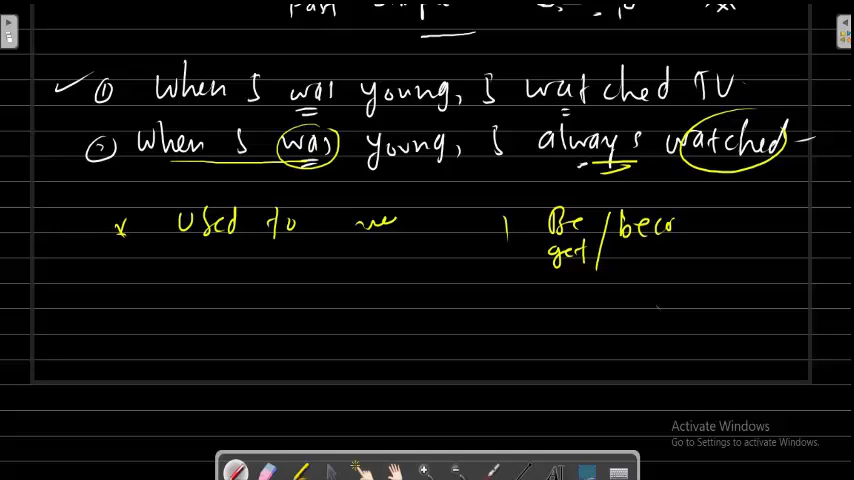 Past
① When I was young, I watched TV.
② When I was young, I always watched —
* Used to | Be / beco
get
Activate Windows
Go to Settings to activate Windows.